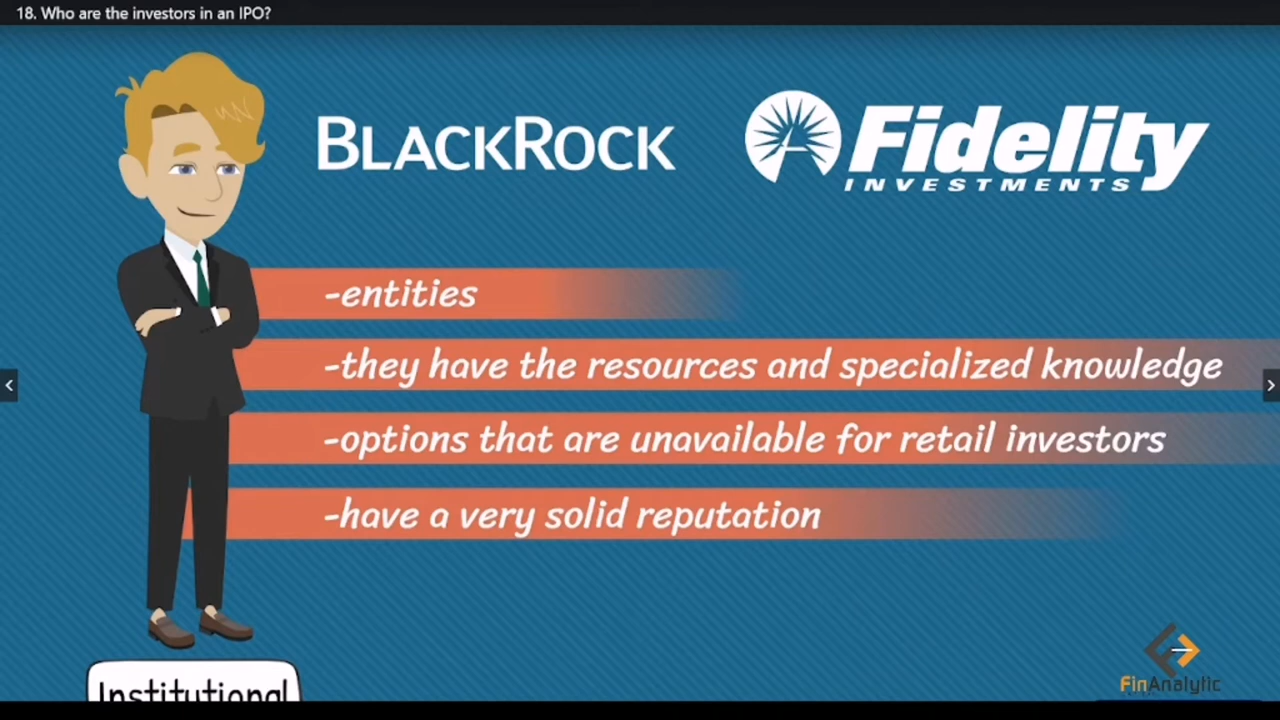 18. Who are the investors in an IPO?
BLACKROCK
Fidelity
INVESTMENTS
-entities
-they have the resources and specialized knowledge
-options that are unavailable for retail investors
-have a very solid reputation
Institutional
FinAnalytic